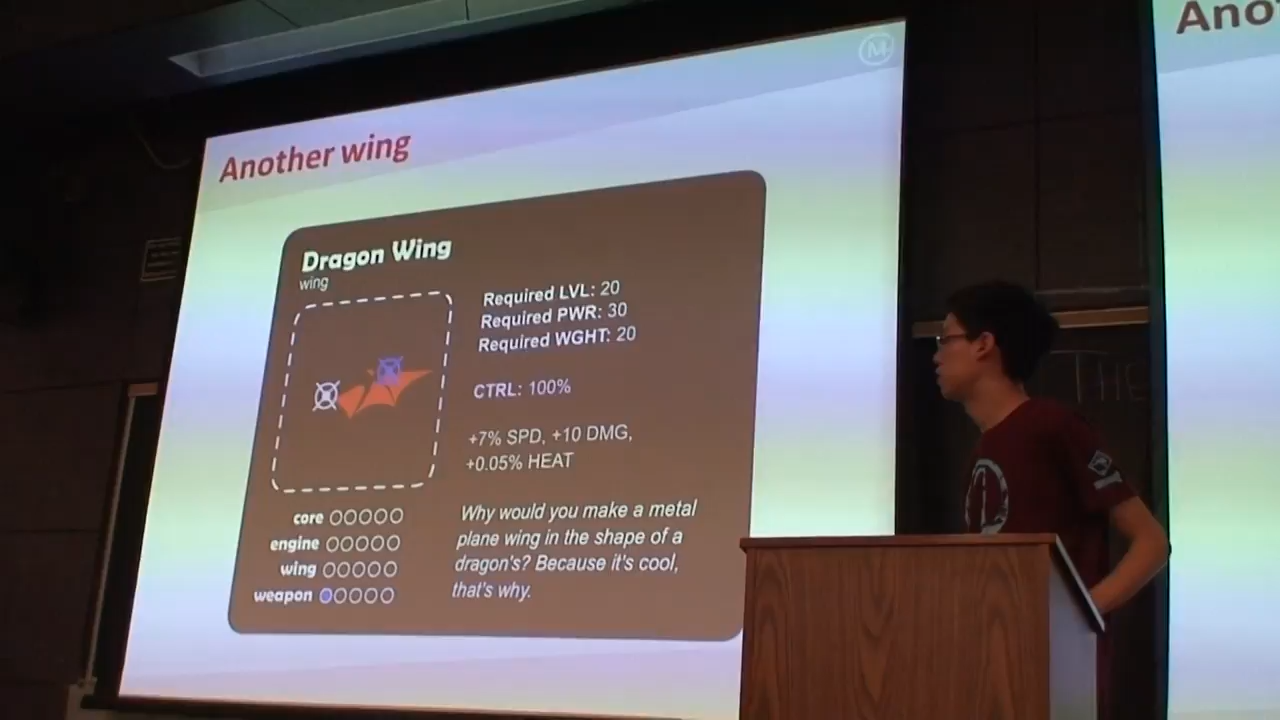 M
Ano
Another wing
Dragon Wing
wing
Required LVL: 20
Required PWR: 30
Required WGHT: 20
CTRL: 100%
+7% SPD, +10 DMG,
+0.05% HEAT
core
engine
wing
weapon
Why would you make a metal
plane wing in the shape of a
dragon's? Because it's cool,
that's why.
THE